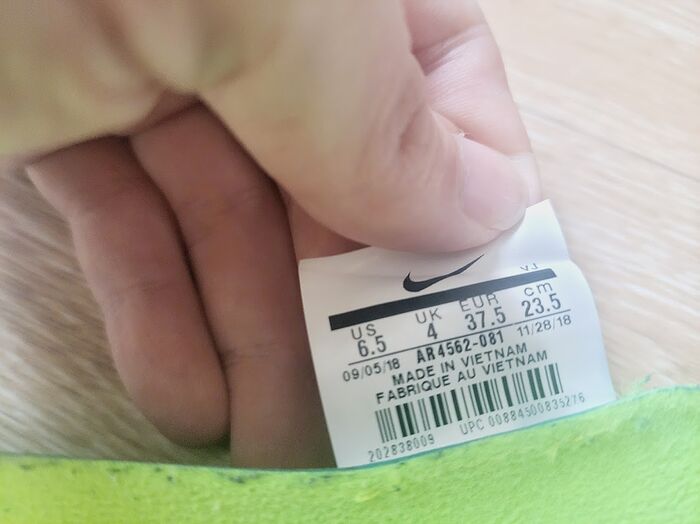 VJ
US UK EUR cm
6.5 4 37.5 23.5
09/05/18 AR4562-081 11/28/18
MADE IN VIETNAM
FABRIQUE AU VIETNAM
202838009 UPC 00884500835276